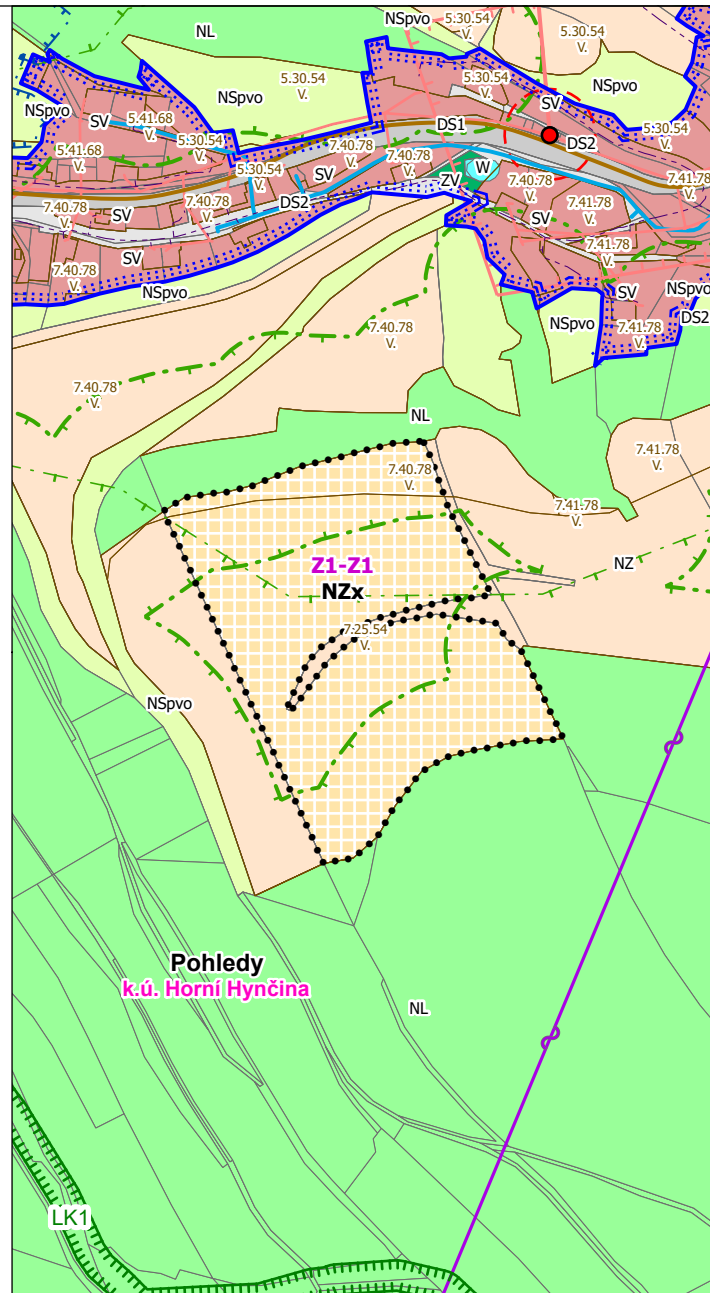 NSpvo
5.30.54
V.
5.30.54
V.
NL
5.30.54
V.
NSpvo
NSpvo
NSpvo
SV
5.41.68
V.
SV
DS1
SV
DS2
5.30.54
V.
5.41.68
V.
5.30.54
V.
7.40.78
V.
7.40.78
V.
5.30.54
V.
SV
ZV
W
7.40.78
V.
7.41.78
V.
7.40.78
V.
SV
7.40.78
V.
DS2
7.41.78
V.
SV
7.41.78
V.
SV
7.40.78
V.
NSpvo
SV
NSpvo
DS2
NSpvo
7.41.78
V.
7.40.78
V.
7.40.78
V.
NL
7.41.78
V.
7.40.78
V.
7.41.78
V.
NZ
Z1-Z1
NZx
7.25.54
V.
NSpvo
Pohledy
k.ú. Horní Hynčina
NL
LK1